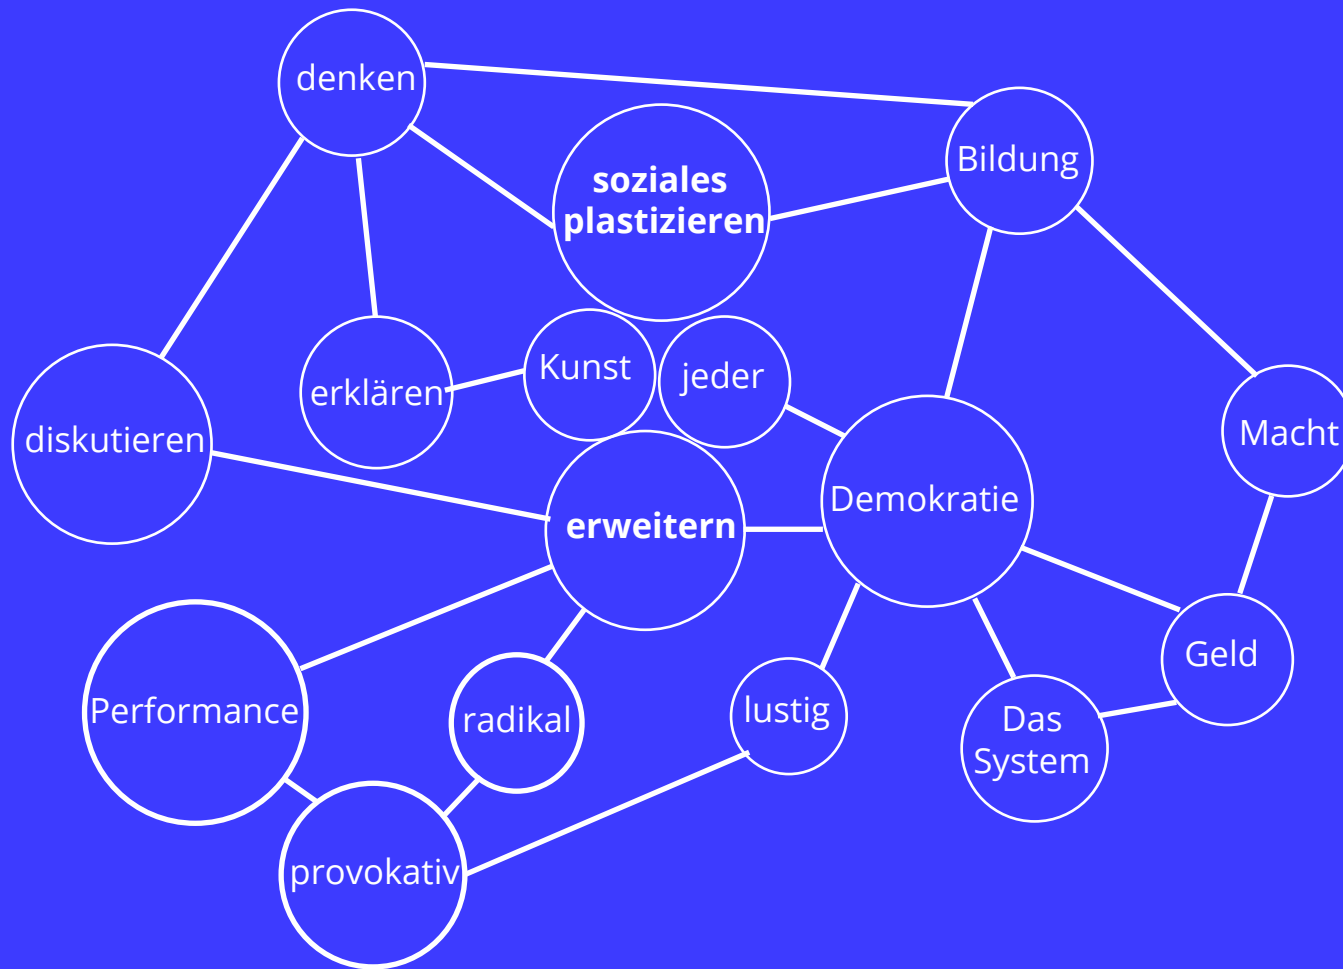 denken
Bildung
soziales
plastizieren
Kunst
jeder
erklären
diskutieren
Macht
Demokratie
erweitern
Geld
Performance
radikal
lustig
Das
System
provokativ